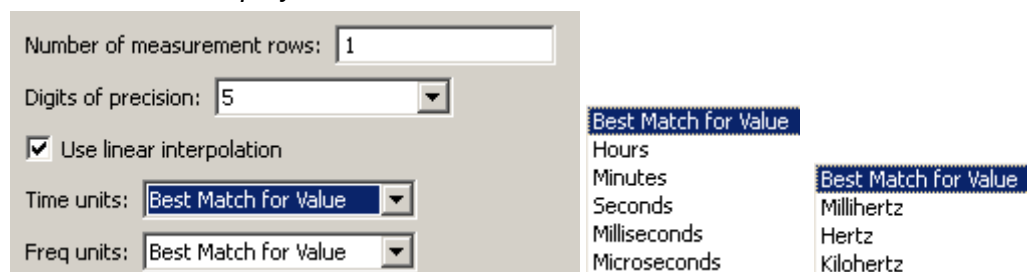 Number of measurement rows: 1
Digits of precision: 5
Use linear interpolation
Time units: Best Match for Value
Freq units: Best Match for Value
Best Match for Value
Hours
Minutes
Seconds
Milliseconds
Microseconds
Best Match for Value
Millihertz
Hertz
Kilohertz